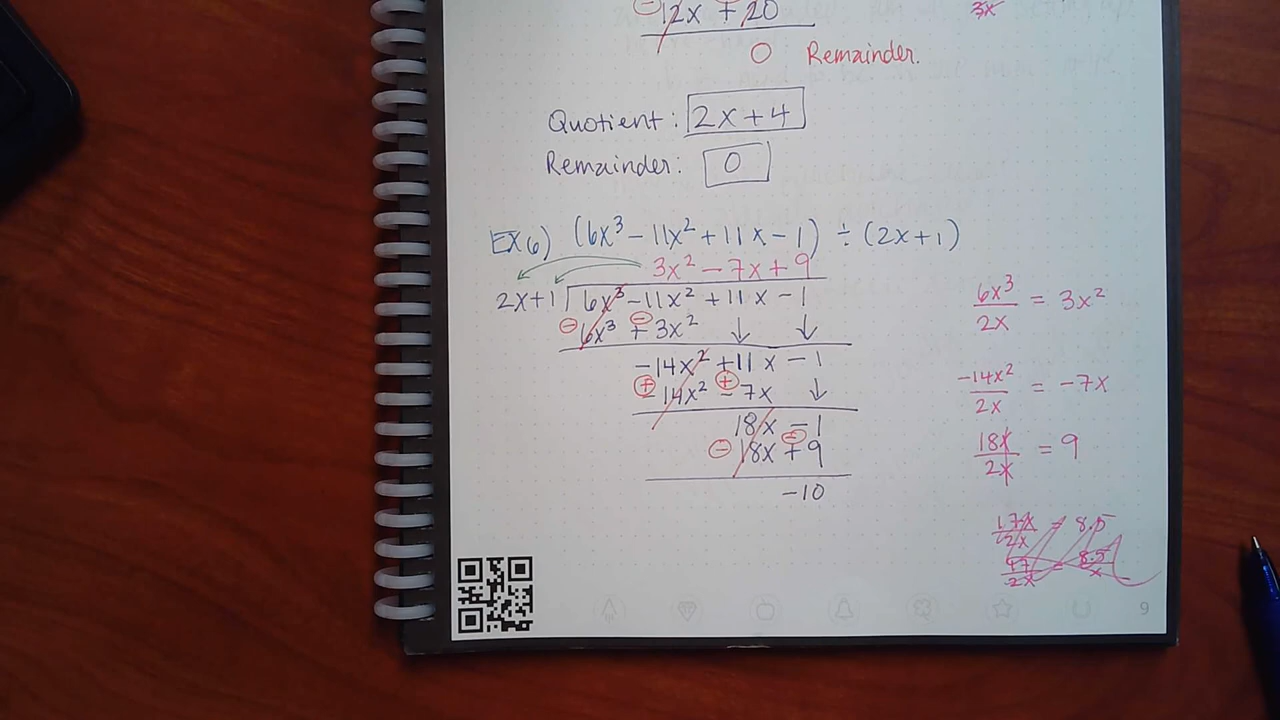 12x + 20
3x
0 Remainder.
Quotient: 2x+4
Remainder: 0
EX 6) (6x³ - 11x² + 11x - 1) ÷ (2x+1)
3x² - 7x + 9
2x+1 6x³ - 11x² + 11x - 1
6x³ + 3x²
-14x² + 11x - 1
-14x² - 7x
18x - 1
18x + 9
-10
6x³/2x = 3x²
-14x²/2x = -7x
18x/2x = 9
9